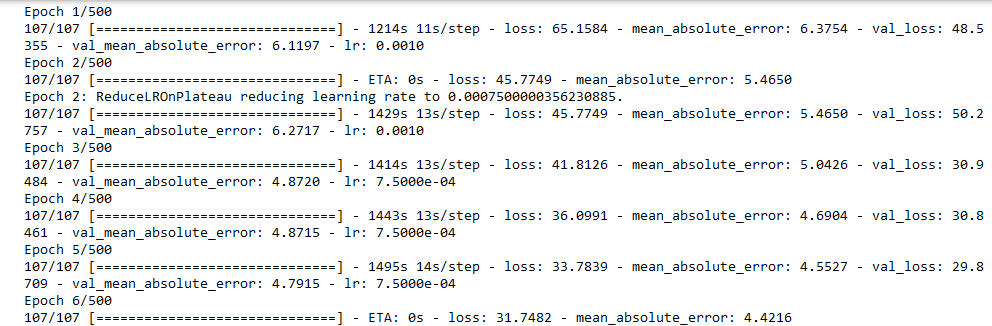 Epoch 1/500
107/107 [==============================] - 1214s 11s/step - loss: 65.1584 - mean_absolute_error: 6.3754 - val_loss: 48.5
355 - val_mean_absolute_error: 6.1197 - lr: 0.0010
Epoch 2/500
107/107 [==============================] - ETA: 0s - loss: 45.7749 - mean_absolute_error: 5.4650
Epoch 2: ReduceLROnPlateau reducing learning rate to 0.0007500000356230885.
107/107 [==============================] - 1429s 13s/step - loss: 45.7749 - mean_absolute_error: 5.4650 - val_loss: 50.2
757 - val_mean_absolute_error: 6.2717 - lr: 0.0010
Epoch 3/500
107/107 [==============================] - 1414s 13s/step - loss: 41.8126 - mean_absolute_error: 5.0426 - val_loss: 30.9
484 - val_mean_absolute_error: 4.8720 - lr: 7.5000e-04
Epoch 4/500
107/107 [==============================] - 1443s 13s/step - loss: 36.0991 - mean_absolute_error: 4.6904 - val_loss: 30.8
461 - val_mean_absolute_error: 4.8715 - lr: 7.5000e-04
Epoch 5/500
107/107 [==============================] - 1495s 14s/step - loss: 33.7839 - mean_absolute_error: 4.5527 - val_loss: 29.8
709 - val_mean_absolute_error: 4.7915 - lr: 7.5000e-04
Epoch 6/500
107/107 [==============================] - ETA: 0s - loss: 31.7482 - mean_absolute_error: 4.4216